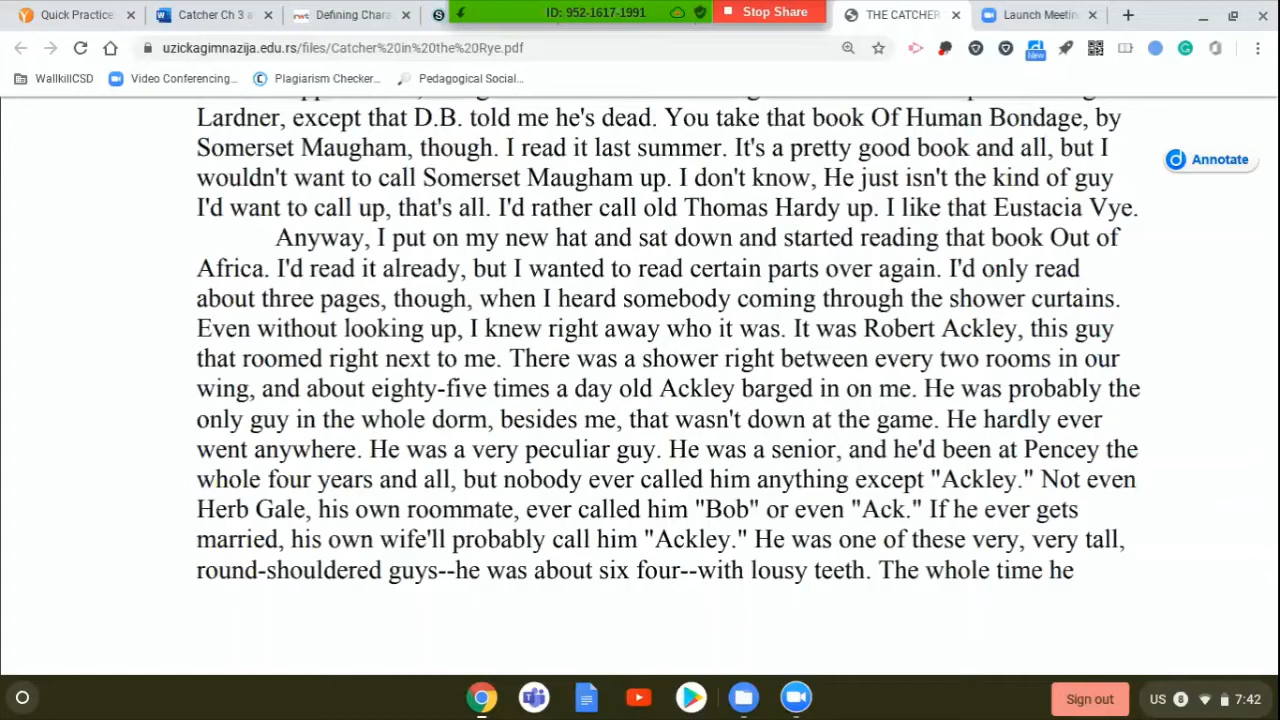 Quick Practice
Catcher Ch 3 a
Defining Chara
ID: 952-1617-1991
Stop Share
THE CATCHER
Launch Meetin
uzickagimnazija.edu.rs/files/Catcher%20in%20the%20Rye.pdf
New
WallkillCSD
Video Conferencing...
Plagiarism Checker...
Pedagogical Social...
Annotate
Lardner, except that D.B. told me he's dead. You take that book Of Human Bondage, by
Somerset Maugham, though. I read it last summer. It's a pretty good book and all, but I
wouldn't want to call Somerset Maugham up. I don't know, He just isn't the kind of guy
I'd want to call up, that's all. I'd rather call old Thomas Hardy up. I like that Eustacia Vye.
Anyway, I put on my new hat and sat down and started reading that book Out of
Africa. I'd read it already, but I wanted to read certain parts over again. I'd only read
about three pages, though, when I heard somebody coming through the shower curtains.
Even without looking up, I knew right away who it was. It was Robert Ackley, this guy
that roomed right next to me. There was a shower right between every two rooms in our
wing, and about eighty-five times a day old Ackley barged in on me. He was probably the
only guy in the whole dorm, besides me, that wasn't down at the game. He hardly ever
went anywhere. He was a very peculiar guy. He was a senior, and he'd been at Pencey the
whole four years and all, but nobody ever called him anything except "Ackley." Not even
Herb Gale, his own roommate, ever called him "Bob" or even "Ack." If he ever gets
married, his own wife'll probably call him "Ackley." He was one of these very, very tall,
round-shouldered guys--he was about six four--with lousy teeth. The whole time he
Sign out
US
8
7:42